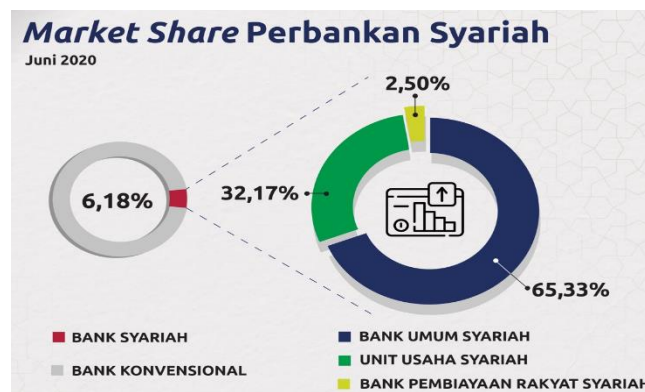 Market Share Perbankan Syariah
Juni 2020
2,50%
6,18%
32,17%
65,33%
BANK SYARIAH
BANK KONVENSIONAL
BANK UMUM SYARIAH
UNIT USAHA SYARIAH
BANK PEMBIAYAAN RAKYAT SYARIAH